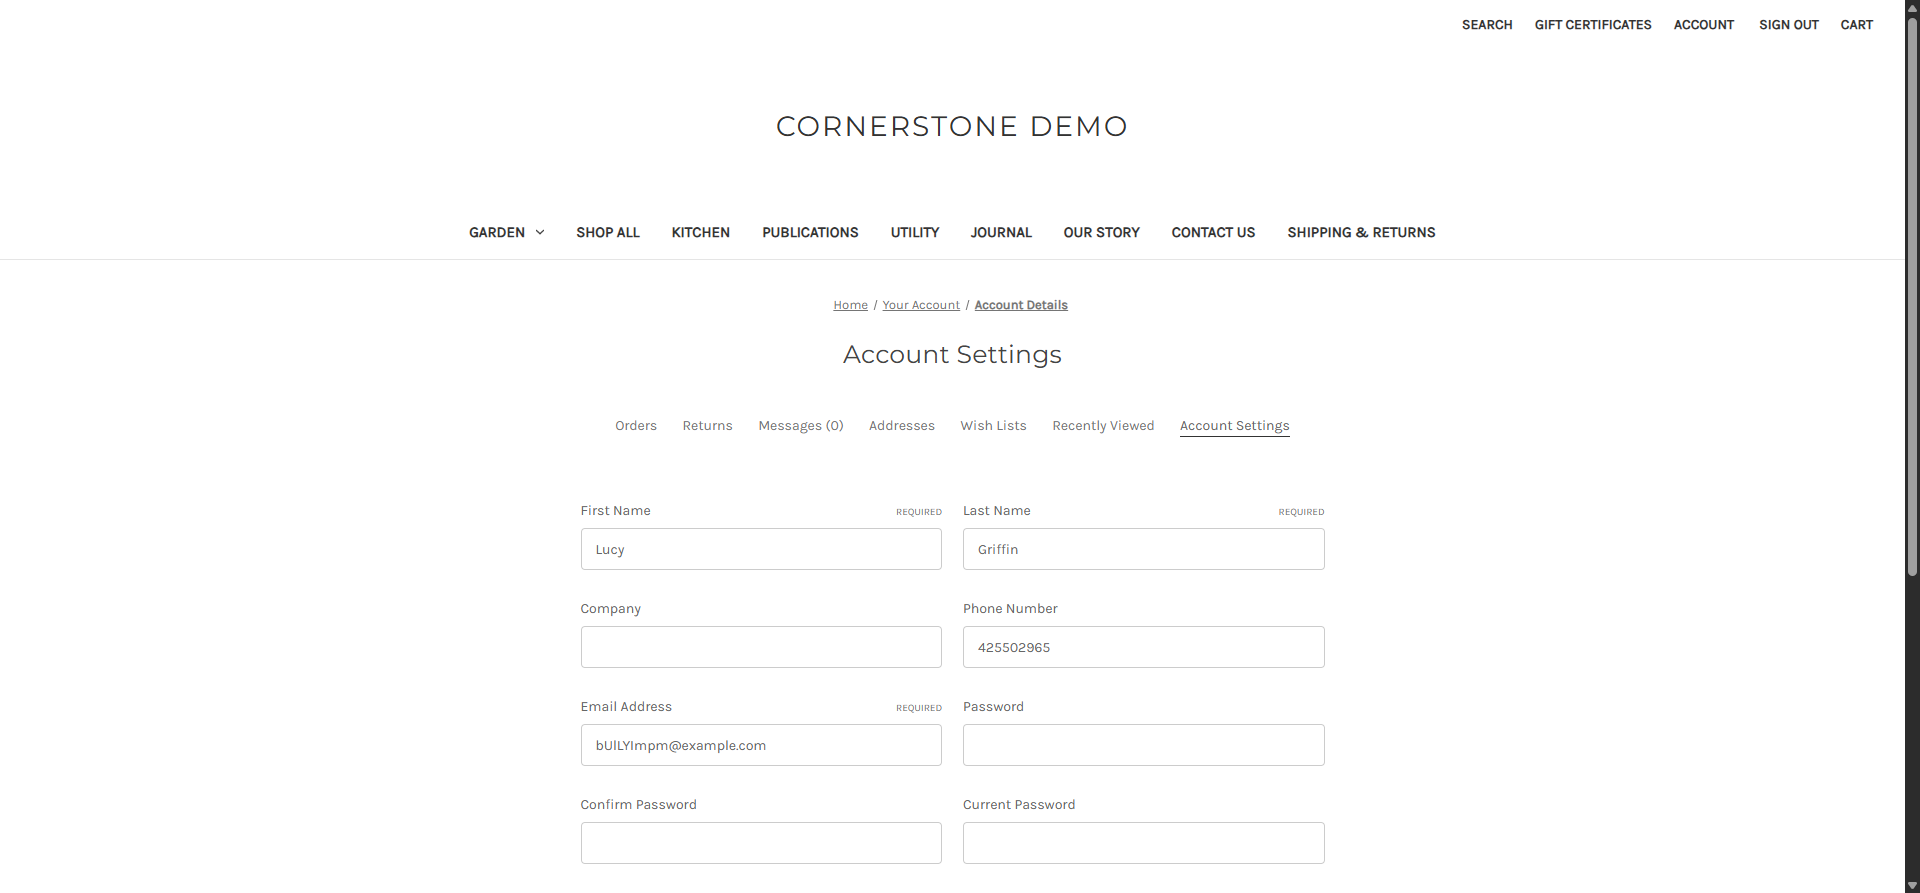 SEARCH GIFT CERTIFICATES ACCOUNT SIGN OUT CART
CORNERSTONE DEMO
GARDEN SHOP ALL KITCHEN PUBLICATIONS UTILITY JOURNAL OUR STORY CONTACT US SHIPPING & RETURNS
Home / Your Account / Account Details
Account Settings
Orders Returns Messages (0) Addresses Wish Lists Recently Viewed Account Settings
First Name REQUIRED Last Name REQUIRED
Lucy Griffin
Company Phone Number
425502965
Email Address REQUIRED Password
bUlLYImpm@example.com
Confirm Password Current Password